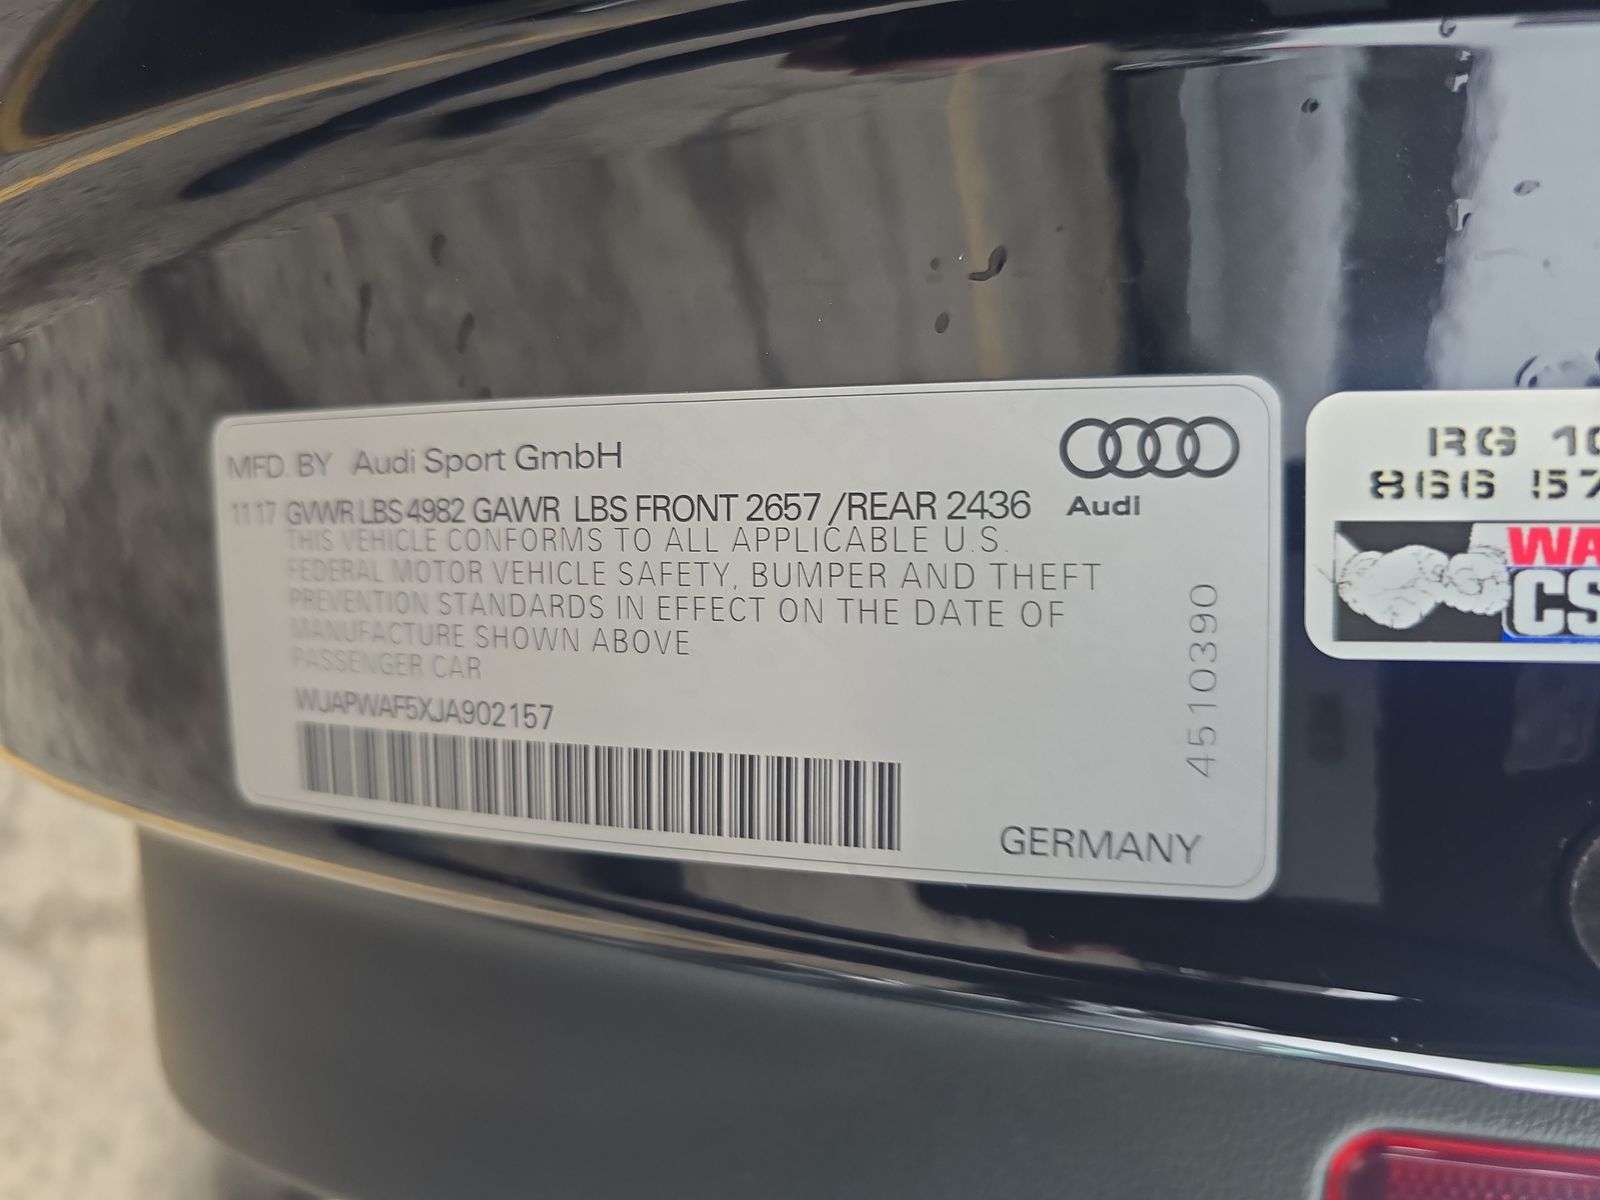 MFD. BY Audi Sport GmbH
11 17 GVWR LBS 4982 GAWR LBS FRONT 2657 /REAR 2436
THIS VEHICLE CONFORMS TO ALL APPLICABLE U.S.
FEDERAL MOTOR VEHICLE SAFETY, BUMPER AND THEFT
PREVENTION STANDARDS IN EFFECT ON THE DATE OF
MANUFACTURE SHOWN ABOVE
PASSENGER CAR
WUAPWAF5XJA902157
Audi
4510390
GERMANY
RG 10
866 57
WA
CS